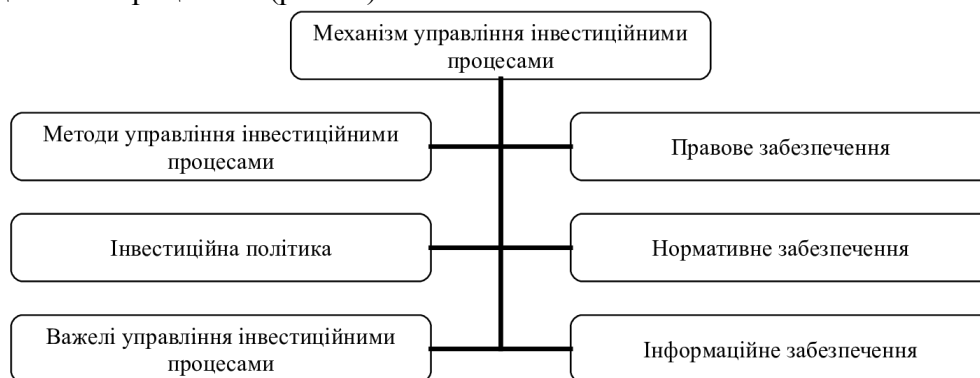 Механізм управління інвестиційними
процесами
Методи управління інвестиційними
процесами
Правове забезпечення
Інвестиційна політика
Нормативне забезпечення
Важелі управління інвестиційними
процесами
Інформаційне забезпечення